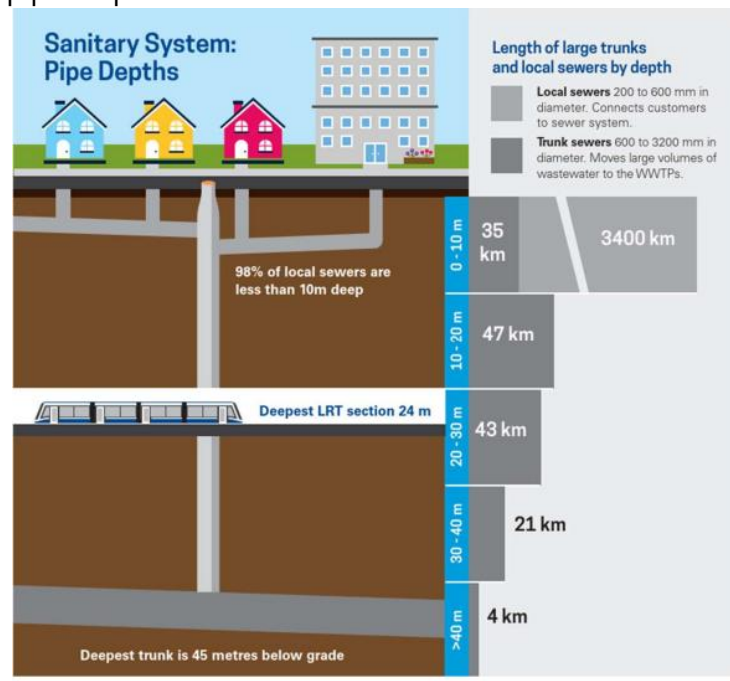 Sanitary System:
Pipe Depths
Length of large trunks
and local sewers by depth
Local sewers 200 to 600 mm in
diameter. Connects customers
to sewer system.
Trunk sewers 600 to 3200 mm in
diameter. Moves large volumes of
wastewater to the WWTPs.
0 - 10 m
35
km
3400 km
98% of local sewers are
less than 10m deep
10 - 20 m
47 km
Deepest LRT section 24 m
20 - 30 m
43 km
30 - 40 m
21 km
>40 m
4 km
Deepest trunk is 45 metres below grade